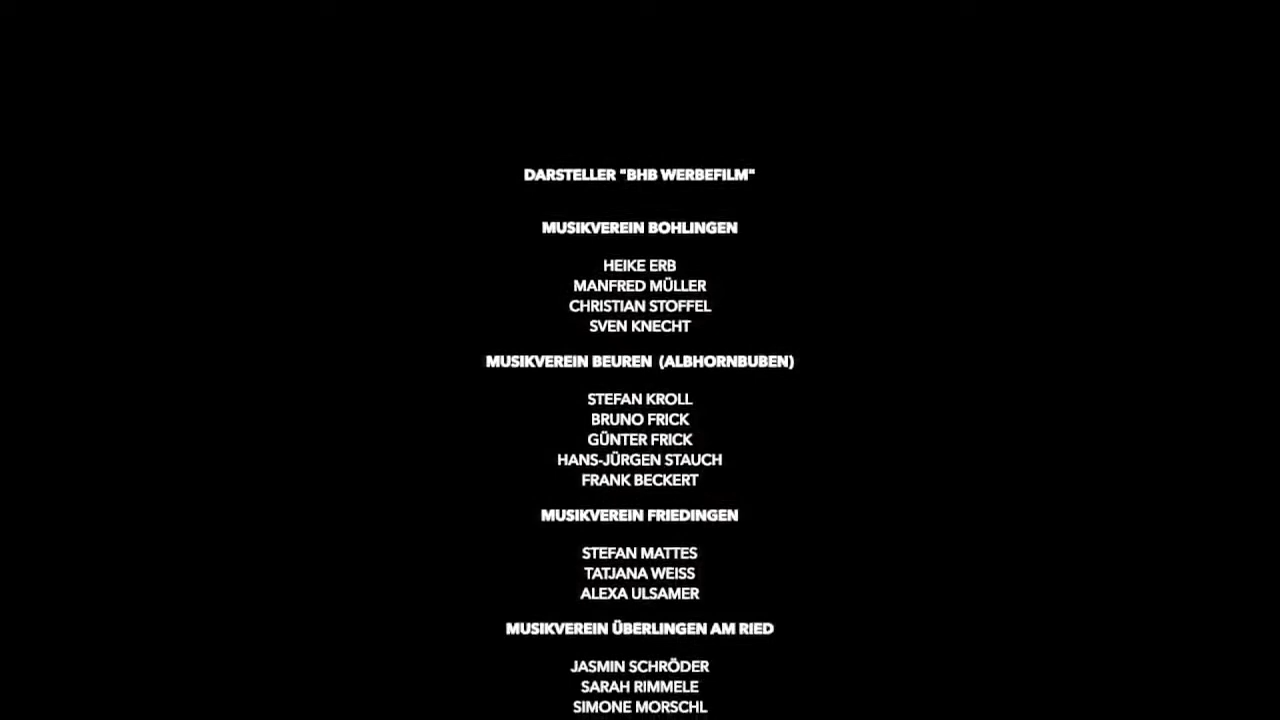 DARSTELLER "BHB WERBEFILM"
MUSIKVEREIN BOHLINGEN
HEIKE ERB
MANFRED MÜLLER
CHRISTIAN STOFFEL
SVEN KNECHT
MUSIKVEREIN BEUREN (ALBHORNBUBEN)
STEFAN KROLL
BRUNO FRICK
GÜNTER FRICK
HANS-JÜRGEN STAUCH
FRANK BECKERT
MUSIKVEREIN FRIEDINGEN
STEFAN MATTES
TATJANA WEISS
ALEXA ULSAMER
MUSIKVEREIN ÜBERLINGEN AM RIED
JASMIN SCHRÖDER
SARAH RIMMELE
SIMONE MORSCHL